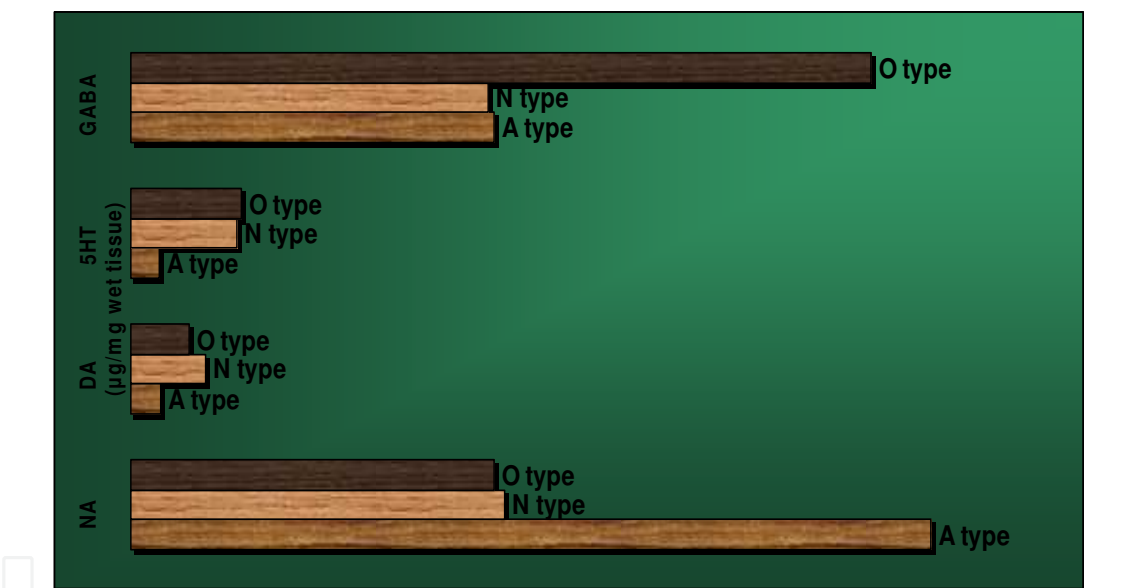 GABA
O type
N type
A type
5HT
O type
N type
A type
(µg/mg wet tissue)
DA
O type
N type
A type
NA
O type
N type
A type